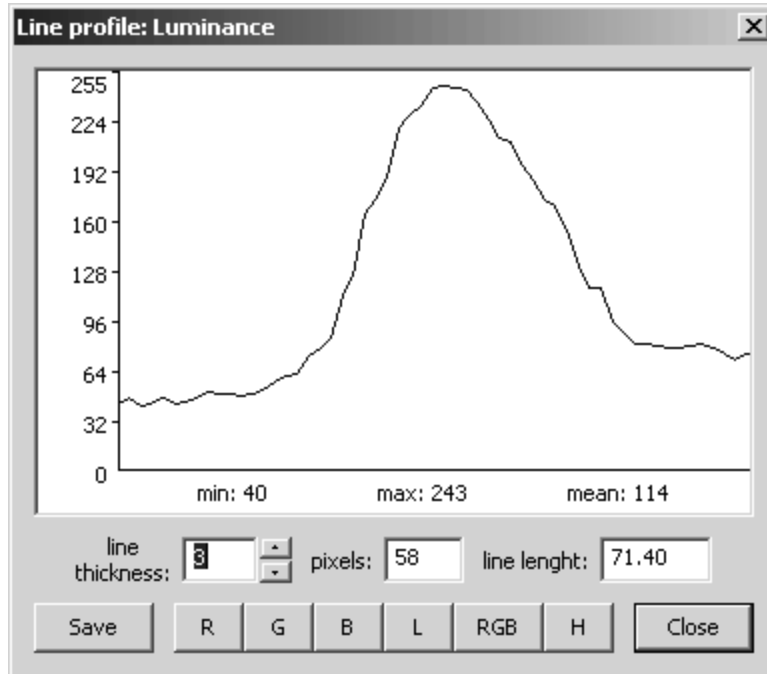 Line profile: Luminance
255
224
192
160
128
96
64
32
0
min: 40 max: 243 mean: 114
line thickness: 3 pixels: 58 line lenght: 71.40
Save R G B L RGB H Close